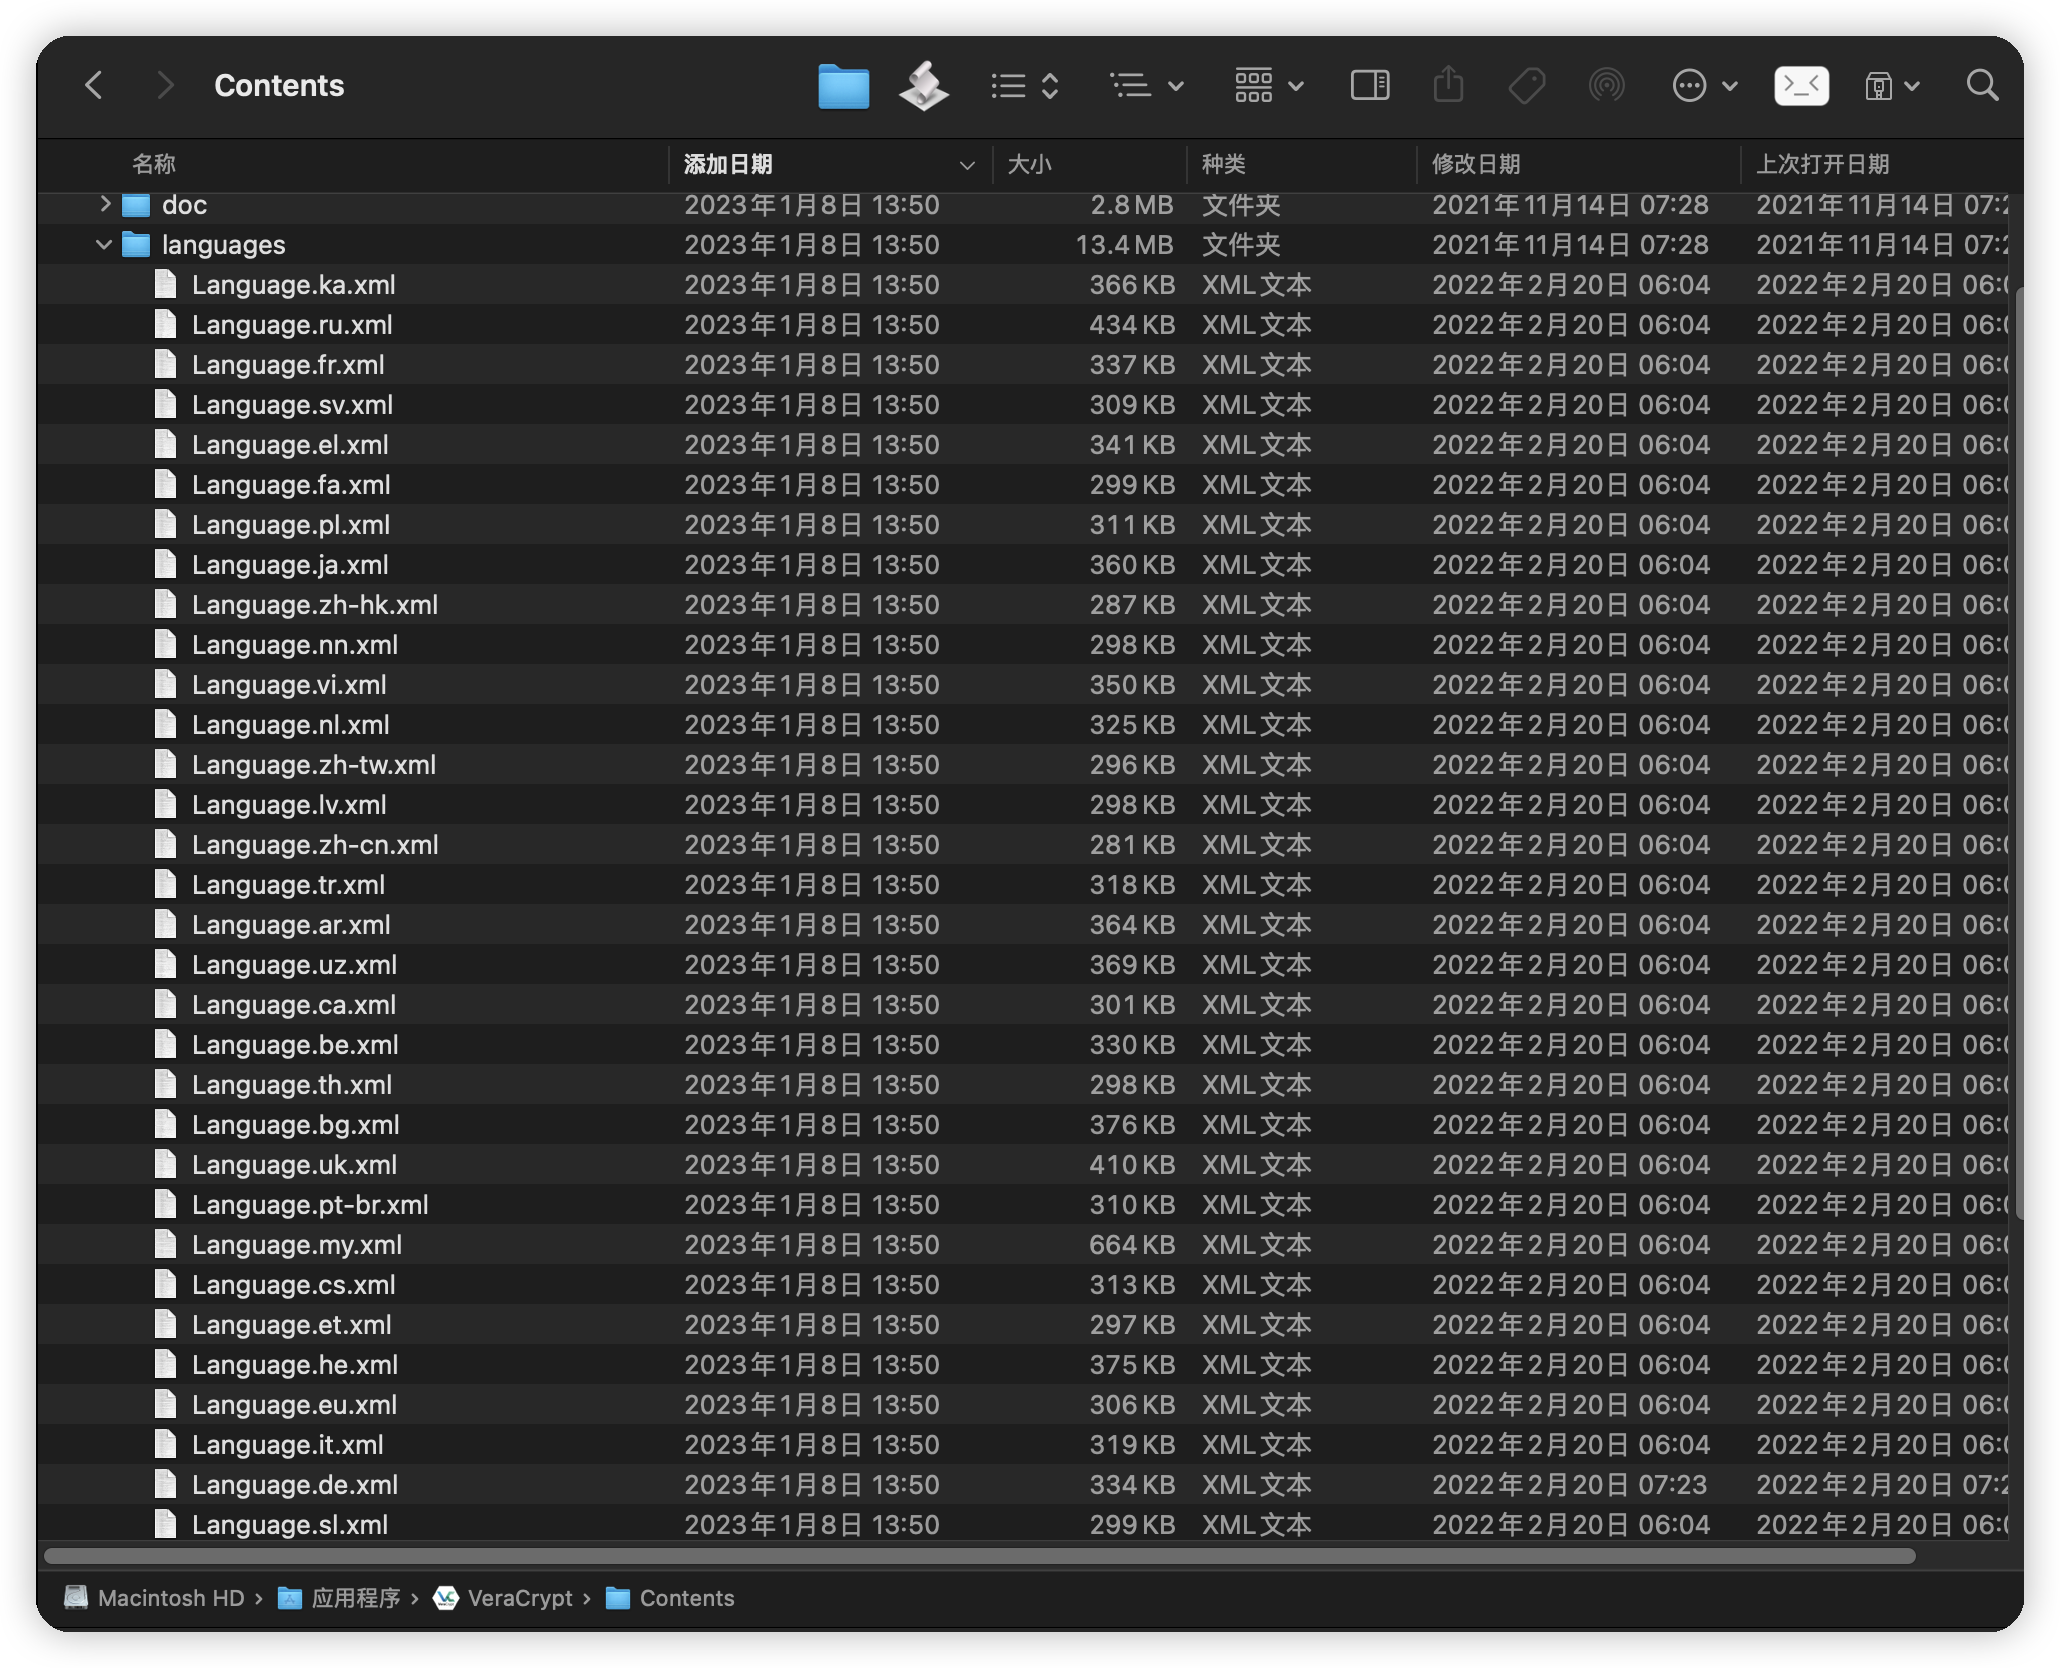 Contents
名称 添加日期 大小 种类 修改日期 上次打开日期
doc 2023年1月8日 13:50 2.8 MB 文件夹 2021年11月14日 07:28 2021年11月14日 07:2
languages 2023年1月8日 13:50 13.4 MB 文件夹 2021年11月14日 07:28 2021年11月14日 07:2
Language.ka.xml 2023年1月8日 13:50 366 KB XML文本 2022年2月20日 06:04 2022年2月20日 06:0
Language.ru.xml 2023年1月8日 13:50 434 KB XML文本 2022年2月20日 06:04 2022年2月20日 06:0
Language.fr.xml 2023年1月8日 13:50 337 KB XML文本 2022年2月20日 06:04 2022年2月20日 06:0
Language.sv.xml 2023年1月8日 13:50 309 KB XML文本 2022年2月20日 06:04 2022年2月20日 06:0
Language.el.xml 2023年1月8日 13:50 341 KB XML文本 2022年2月20日 06:04 2022年2月20日 06:0
Language.fa.xml 2023年1月8日 13:50 299 KB XML文本 2022年2月20日 06:04 2022年2月20日 06:0
Language.pl.xml 2023年1月8日 13:50 311 KB XML文本 2022年2月20日 06:04 2022年2月20日 06:0
Language.ja.xml 2023年1月8日 13:50 360 KB XML文本 2022年2月20日 06:04 2022年2月20日 06:0
Language.zh-hk.xml 2023年1月8日 13:50 287 KB XML文本 2022年2月20日 06:04 2022年2月20日 06:0
Language.nn.xml 2023年1月8日 13:50 298 KB XML文本 2022年2月20日 06:04 2022年2月20日 06:0
Language.vi.xml 2023年1月8日 13:50 350 KB XML文本 2022年2月20日 06:04 2022年2月20日 06:0
Language.nl.xml 2023年1月8日 13:50 325 KB XML文本 2022年2月20日 06:04 2022年2月20日 06:0
Language.zh-tw.xml 2023年1月8日 13:50 296 KB XML文本 2022年2月20日 06:04 2022年2月20日 06:0
Language.lv.xml 2023年1月8日 13:50 298 KB XML文本 2022年2月20日 06:04 2022年2月20日 06:0
Language.zh-cn.xml 2023年1月8日 13:50 281 KB XML文本 2022年2月20日 06:04 2022年2月20日 06:0
Language.tr.xml 2023年1月8日 13:50 318 KB XML文本 2022年2月20日 06:04 2022年2月20日 06:0
Language.ar.xml 2023年1月8日 13:50 364 KB XML文本 2022年2月20日 06:04 2022年2月20日 06:0
Language.uz.xml 2023年1月8日 13:50 369 KB XML文本 2022年2月20日 06:04 2022年2月20日 06:0
Language.ca.xml 2023年1月8日 13:50 301 KB XML文本 2022年2月20日 06:04 2022年2月20日 06:0
Language.be.xml 2023年1月8日 13:50 330 KB XML文本 2022年2月20日 06:04 2022年2月20日 06:0
Language.th.xml 2023年1月8日 13:50 298 KB XML文本 2022年2月20日 06:04 2022年2月20日 06:0
Language.bg.xml 2023年1月8日 13:50 376 KB XML文本 2022年2月20日 06:04 2022年2月20日 06:0
Language.uk.xml 2023年1月8日 13:50 410 KB XML文本 2022年2月20日 06:04 2022年2月20日 06:0
Language.pt-br.xml 2023年1月8日 13:50 310 KB XML文本 2022年2月20日 06:04 2022年2月20日 06:0
Language.my.xml 2023年1月8日 13:50 664 KB XML文本 2022年2月20日 06:04 2022年2月20日 06:0
Language.cs.xml 2023年1月8日 13:50 313 KB XML文本 2022年2月20日 06:04 2022年2月20日 06:0
Language.et.xml 2023年1月8日 13:50 297 KB XML文本 2022年2月20日 06:04 2022年2月20日 06:0
Language.he.xml 2023年1月8日 13:50 375 KB XML文本 2022年2月20日 06:04 2022年2月20日 06:0
Language.eu.xml 2023年1月8日 13:50 306 KB XML文本 2022年2月20日 06:04 2022年2月20日 06:0
Language.it.xml 2023年1月8日 13:50 319 KB XML文本 2022年2月20日 06:04 2022年2月20日 06:0
Language.de.xml 2023年1月8日 13:50 334 KB XML文本 2022年2月20日 07:23 2022年2月20日 07:2
Language.sl.xml 2023年1月8日 13:50 299 KB XML文本 2022年2月20日 06:04 2022年2月20日 06:0
Macintosh HD › 应用程序 › VeraCrypt › Contents